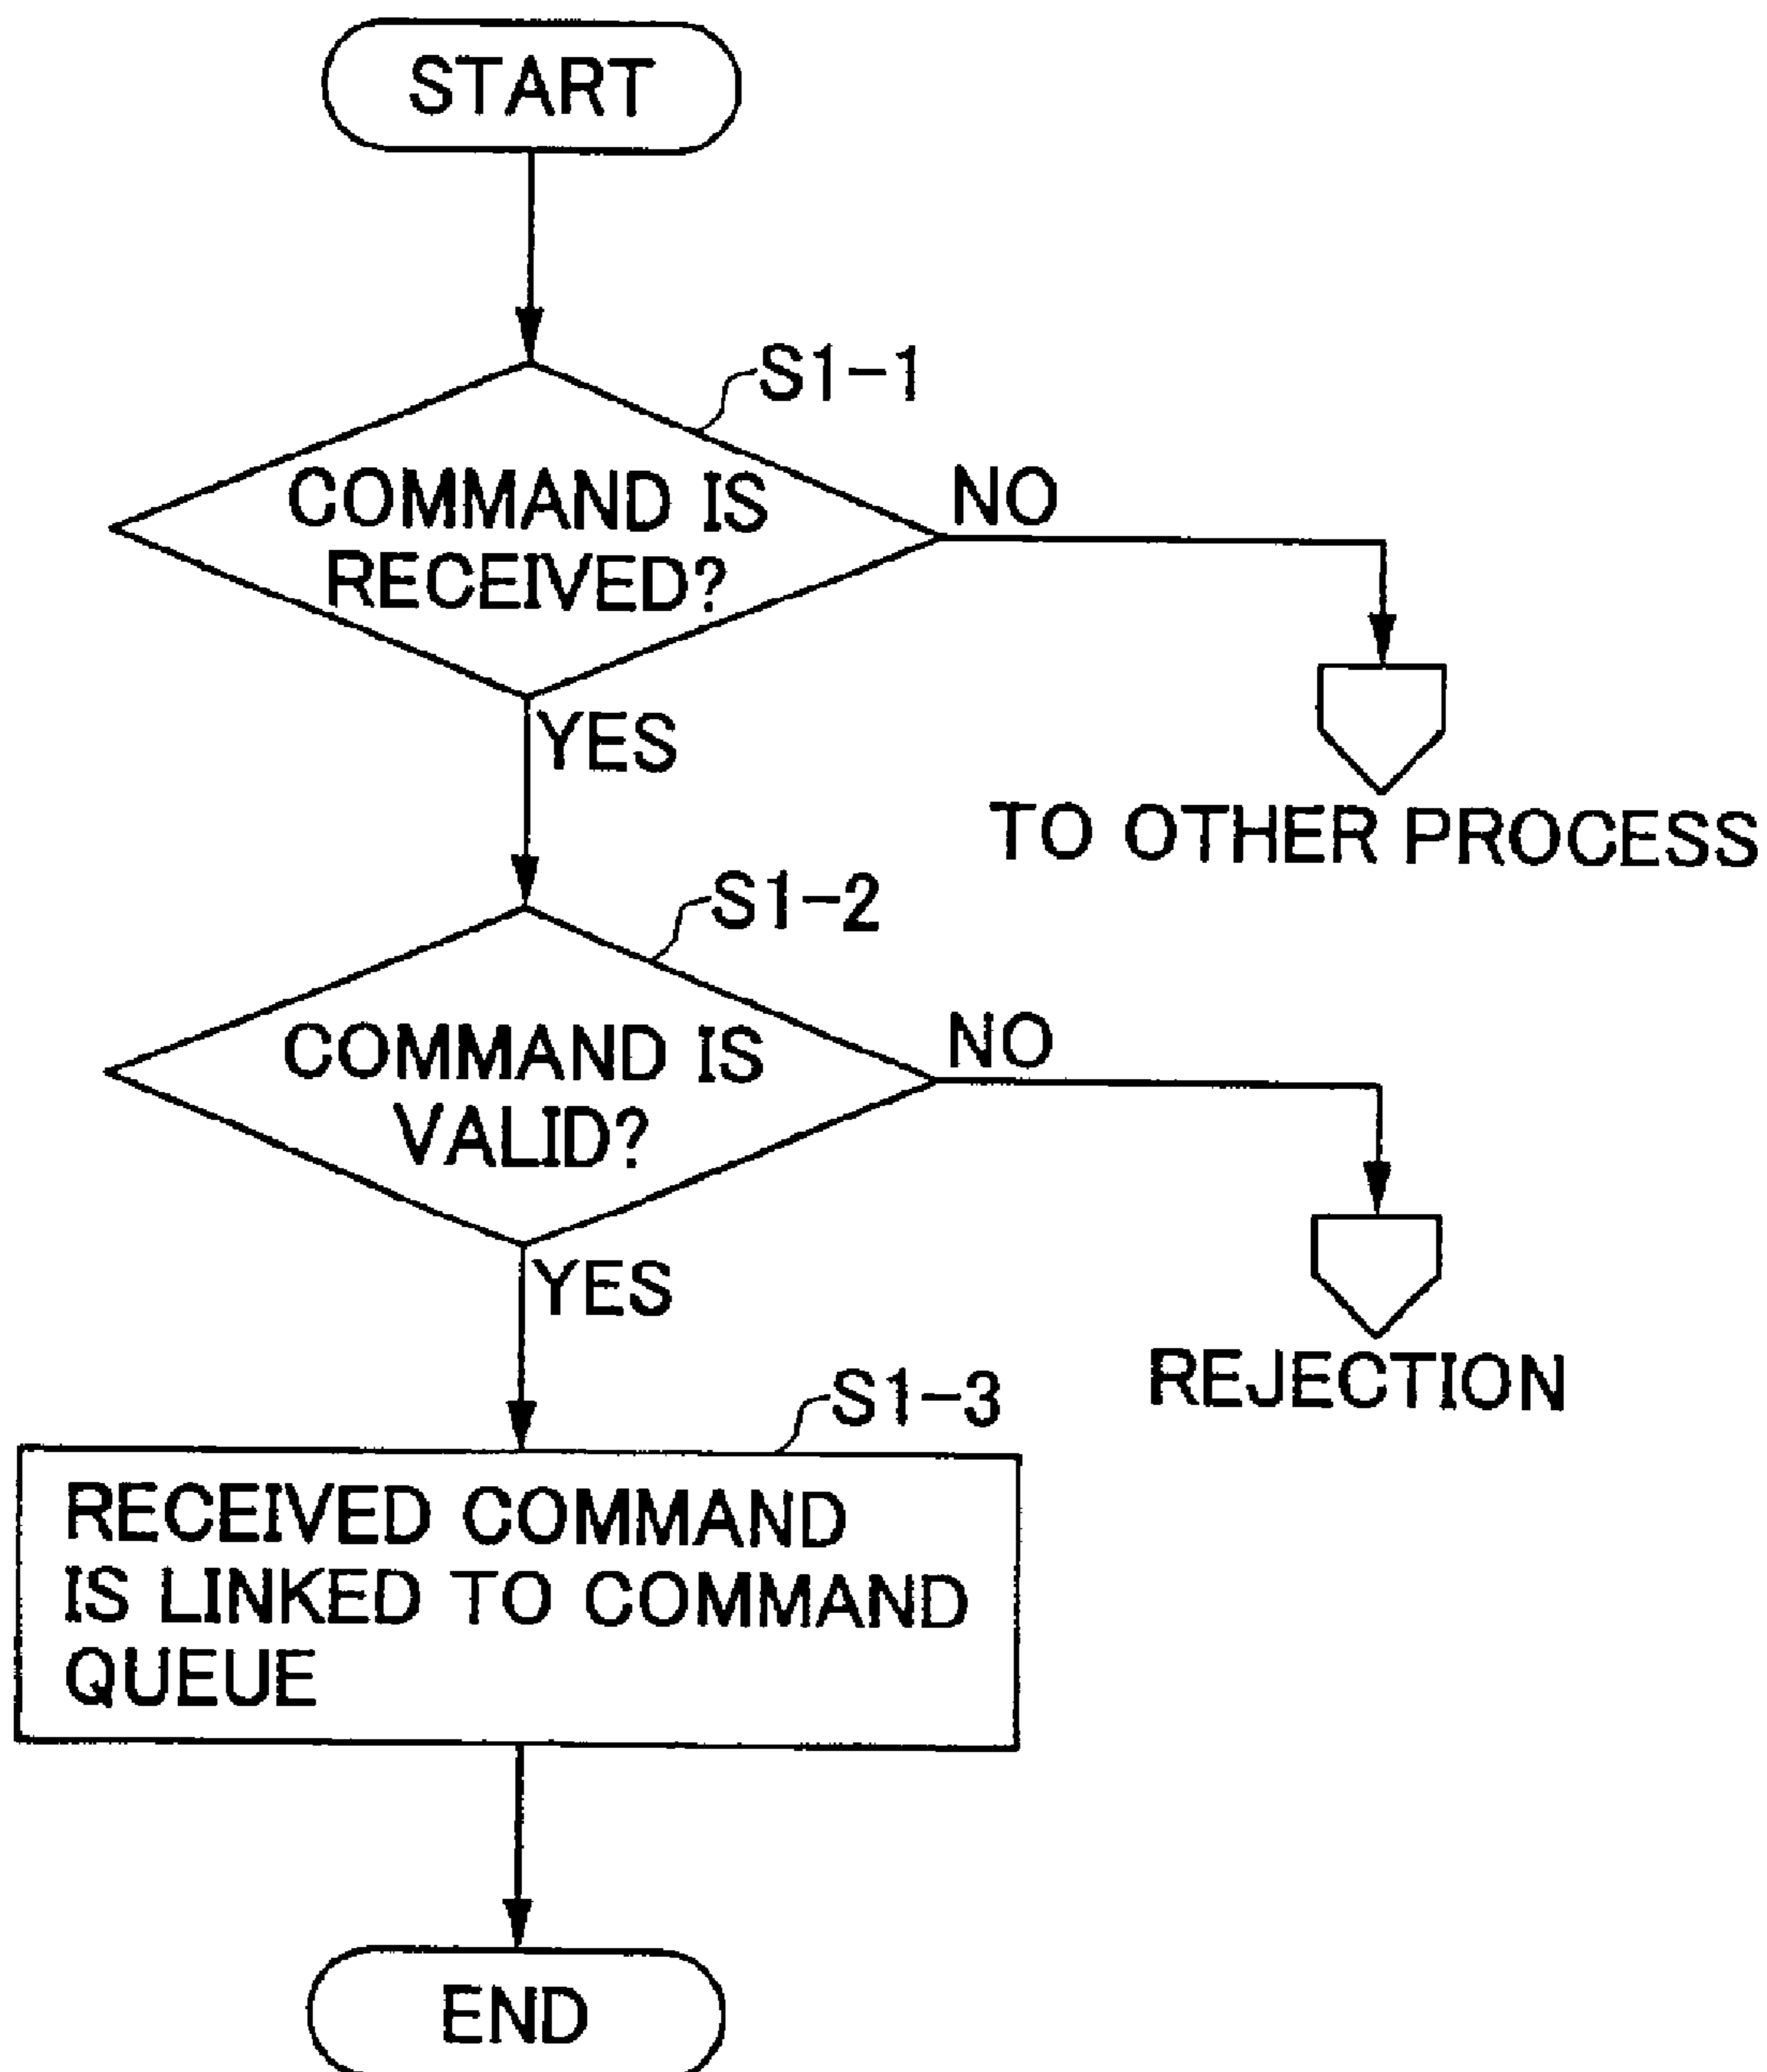 START
S1-1
COMMAND IS
RECEIVED?
NO
YES
TO OTHER PROCESS
S1-2
COMMAND IS
VALID?
NO
YES
REJECTION
S1-3
RECEIVED COMMAND
IS LINKED TO COMMAND
QUEUE
END